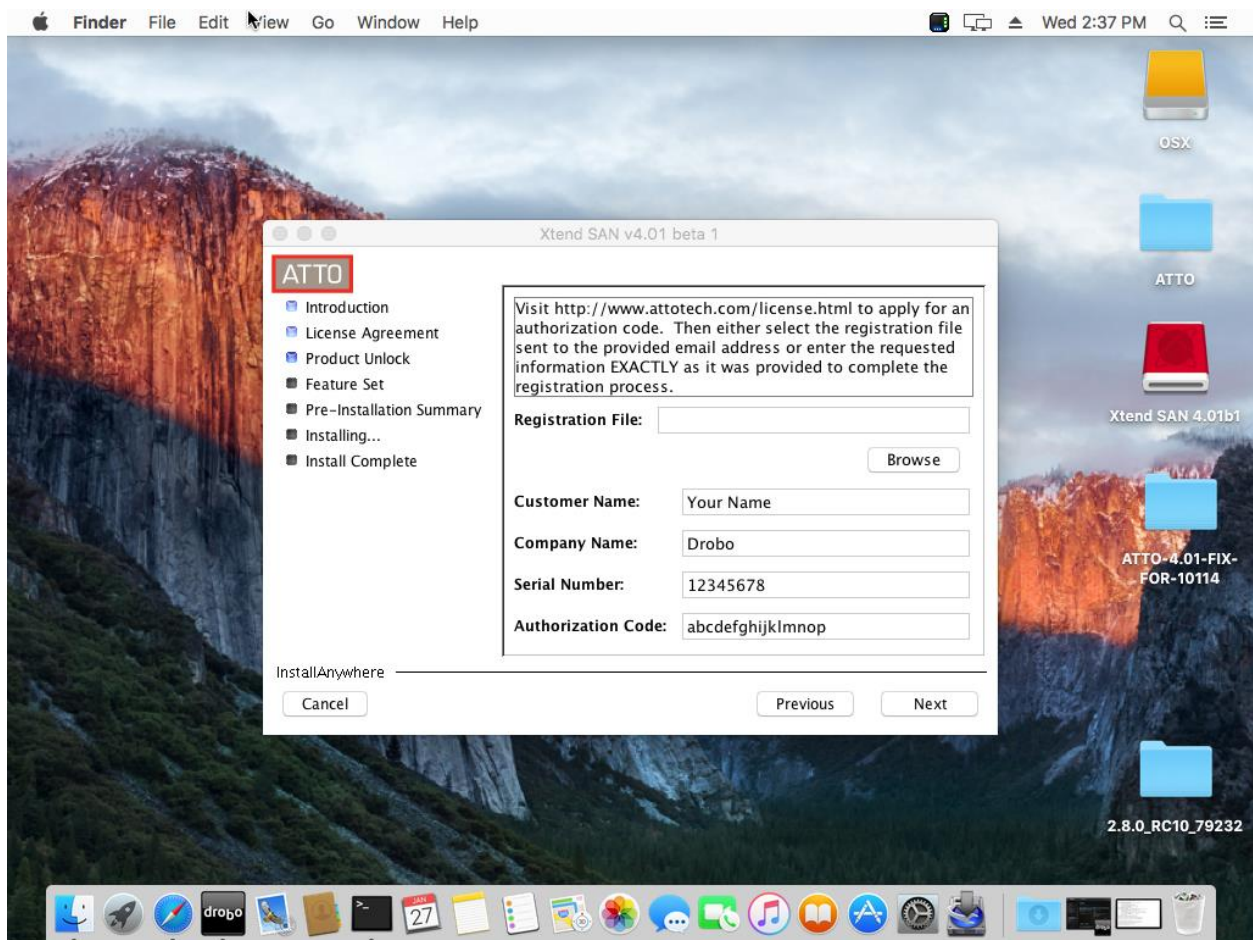 Finder File Edit View Go Window Help
Wed 2:37 PM
OSX
ATTO
Xtend SAN 4.01b1
ATTO-4.01-FIX-
FOR-10114
2.8.0_RC10_79232
Xtend SAN v4.01 beta 1
ATTO
Introduction
License Agreement
Product Unlock
Feature Set
Pre-Installation Summary
Installing...
Install Complete
Visit http://www.attotech.com/license.html to apply for an
authorization code. Then either select the registration file
sent to the provided email address or enter the requested
information EXACTLY as it was provided to complete the
registration process.
Registration File:
Browse
Customer Name: Your Name
Company Name: Drobo
Serial Number: 12345678
Authorization Code: abcdefghijklmnop
InstallAnywhere
Cancel Previous Next
drobo
>_
JAN
27